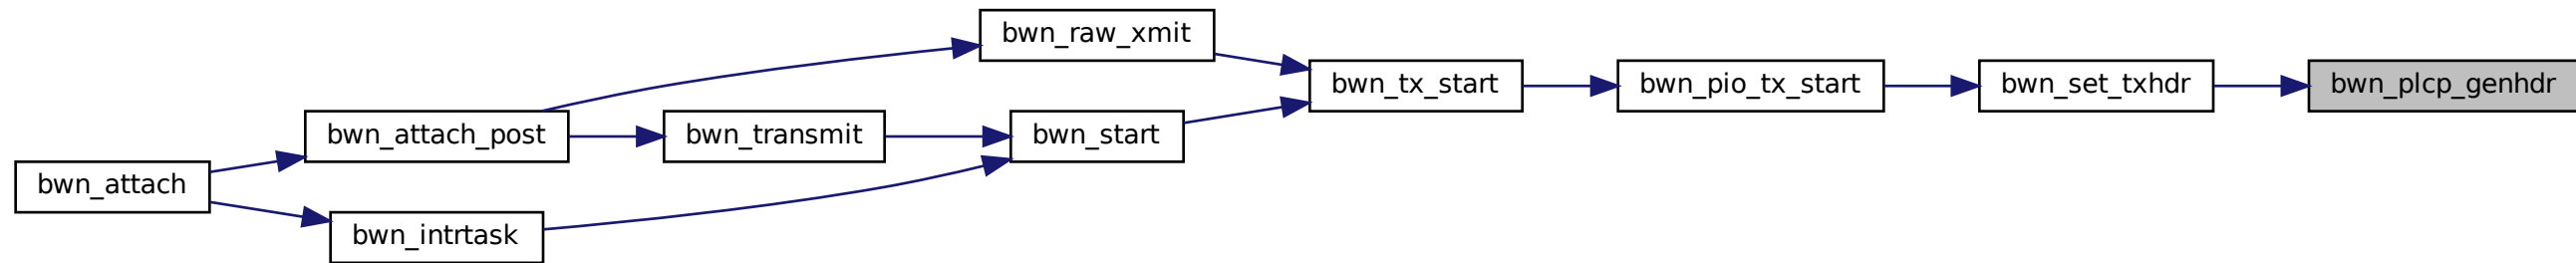 bwn_raw_xmit
bwn_tx_start
bwn_pio_tx_start
bwn_set_txhdr
bwn_plcp_genhdr
bwn_attach_post
bwn_transmit
bwn_start
bwn_attach
bwn_intrtask